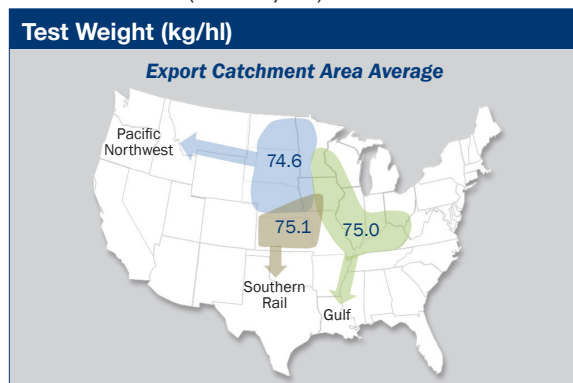 Test Weight (kg/hl)
Export Catchment Area Average
Pacific
Northwest
74.6
75.1
75.0
Southern
Rail
Gulf